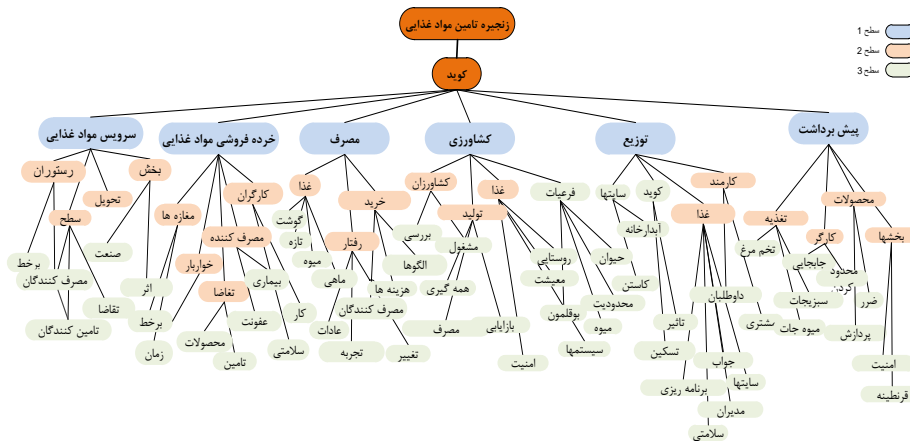 زنجیره تامین مواد غذایی
کوید
سطح 1
سطح 2
سطح 3
پیش برداشت
توزیع
کشاورزی
مصرف
خرده فروشی مواد غذایی
سرویس مواد غذایی
محصولات
بخشها
تغذیه
کارگر
تخم مرغ
جابجایی
محدود کردن
ضرر
سبزیجات
میوه جات
پردازش
امنیت
قرنطینه
کارمند
کوید
سایتها
غذا
آبدارخانه
کاستن
داوطلبان
مشتری
تاثیر
تسکین
جواب
سایتها
برنامه ریزی
مدیران
سلامتی
کشاورزان
غذا
فرعیات
تولید
بررسی
مشغول
همه گیری
روستایی
حیوان
معیشت
بوقلمون
محدودیت
میوه
سیستمها
بازاریابی
مصرف
امنیت
غذا
خرید
رفتار
گوشت
تازه
میوه
ماهی
الگوها
هزینه ها
مصرف کنندگان
عادات
تجربه
تغییر
کارگران
مغازه ها
مصرف کننده
خواربار
تغاضا
بیماری
کار
عفونت
سلامتی
محصولات
تامین
اثر
برخط
زمان
رستوران
بخش
تحویل
سطح
صنعت
برخط
مصرف کنندگان
تقاضا
تامین کنندگان